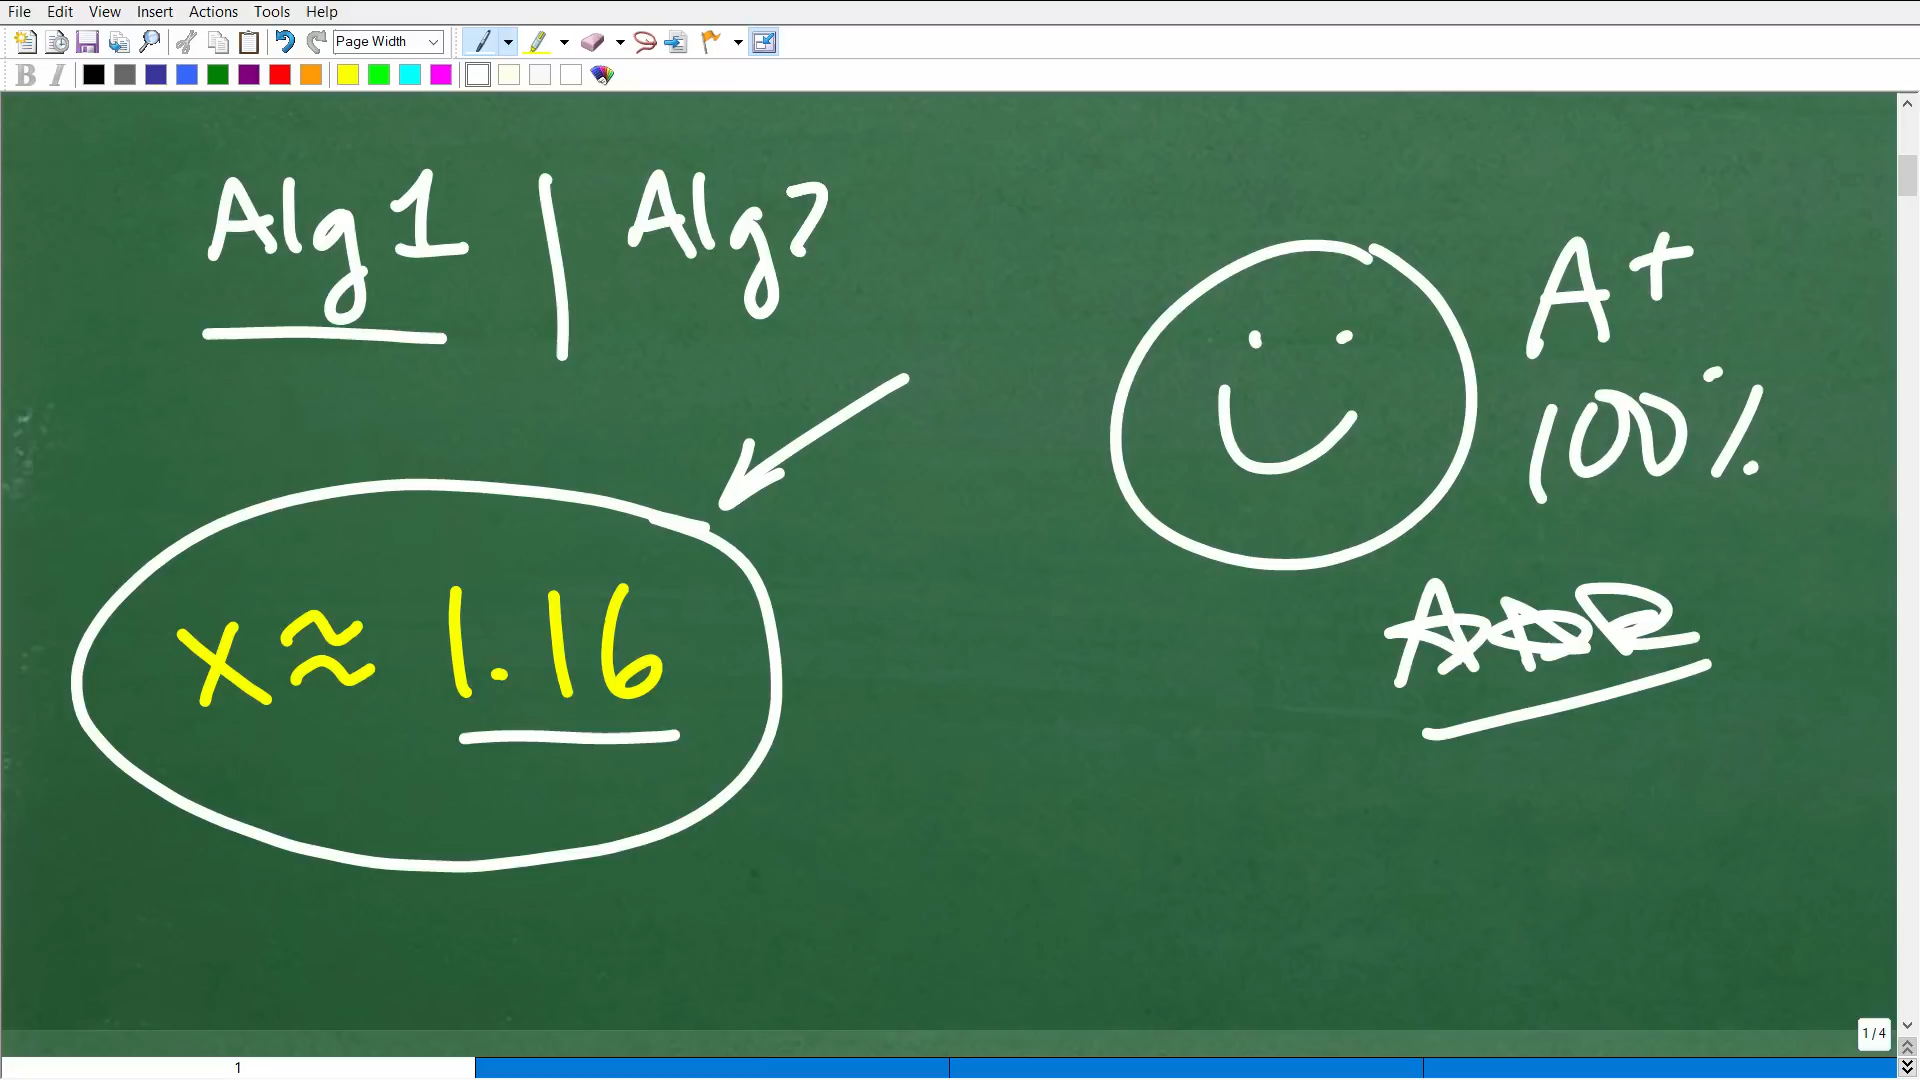 File Edit View Insert Actions Tools Help
Page Width
B I
Alg 1 | Alg 2
A+
100%
x ≈ 1.16
1 / 4
1